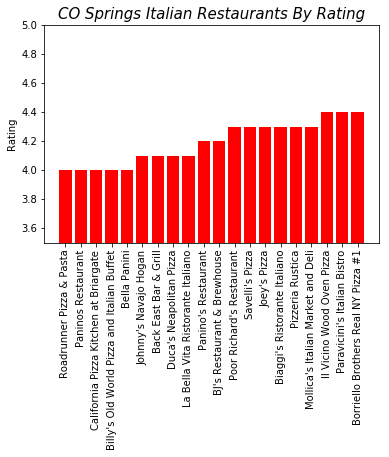 CO Springs Italian Restaurants By Rating
5.0
4.8
4.6
4.4
4.2
4.0
3.8
3.6
Rating
Roadrunner Pizza & Pasta
Paninos Restaurant
California Pizza Kitchen at Briargate
Billy's Old World Pizza and Italian Buffet
Bella Panini
Johnny's Navajo Hogan
Back East Bar & Grill
Duca's Neapolitan Pizza
La Bella Vita Ristorante Italiano
Panino's Restaurant
BJ's Restaurant & Brewhouse
Poor Richard's Restaurant
Savelli's Pizza
Joey's Pizza
Biaggi's Ristorante Italiano
Pizzeria Rustica
Mollica's Italian Market and Deli
Il Vicino Wood Oven Pizza
Paravicini's Italian Bistro
Borriello Brothers Real NY Pizza #1